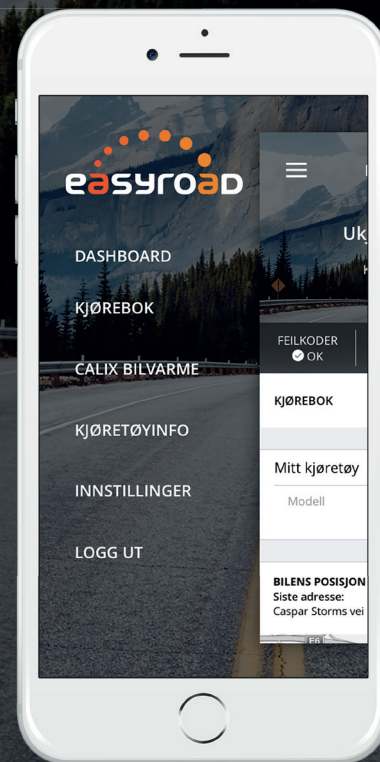 easyroad
DASHBOARD
KJØREBOK
CALIX BILVARME
KJØRETØYINFO
INNSTILLINGER
LOGG UT
FEILKODER
OK
KJØREBOK
Mitt kjøretøy
Modell
BILENS POSISJON
Siste adresse:
Caspar Storms vei
E6